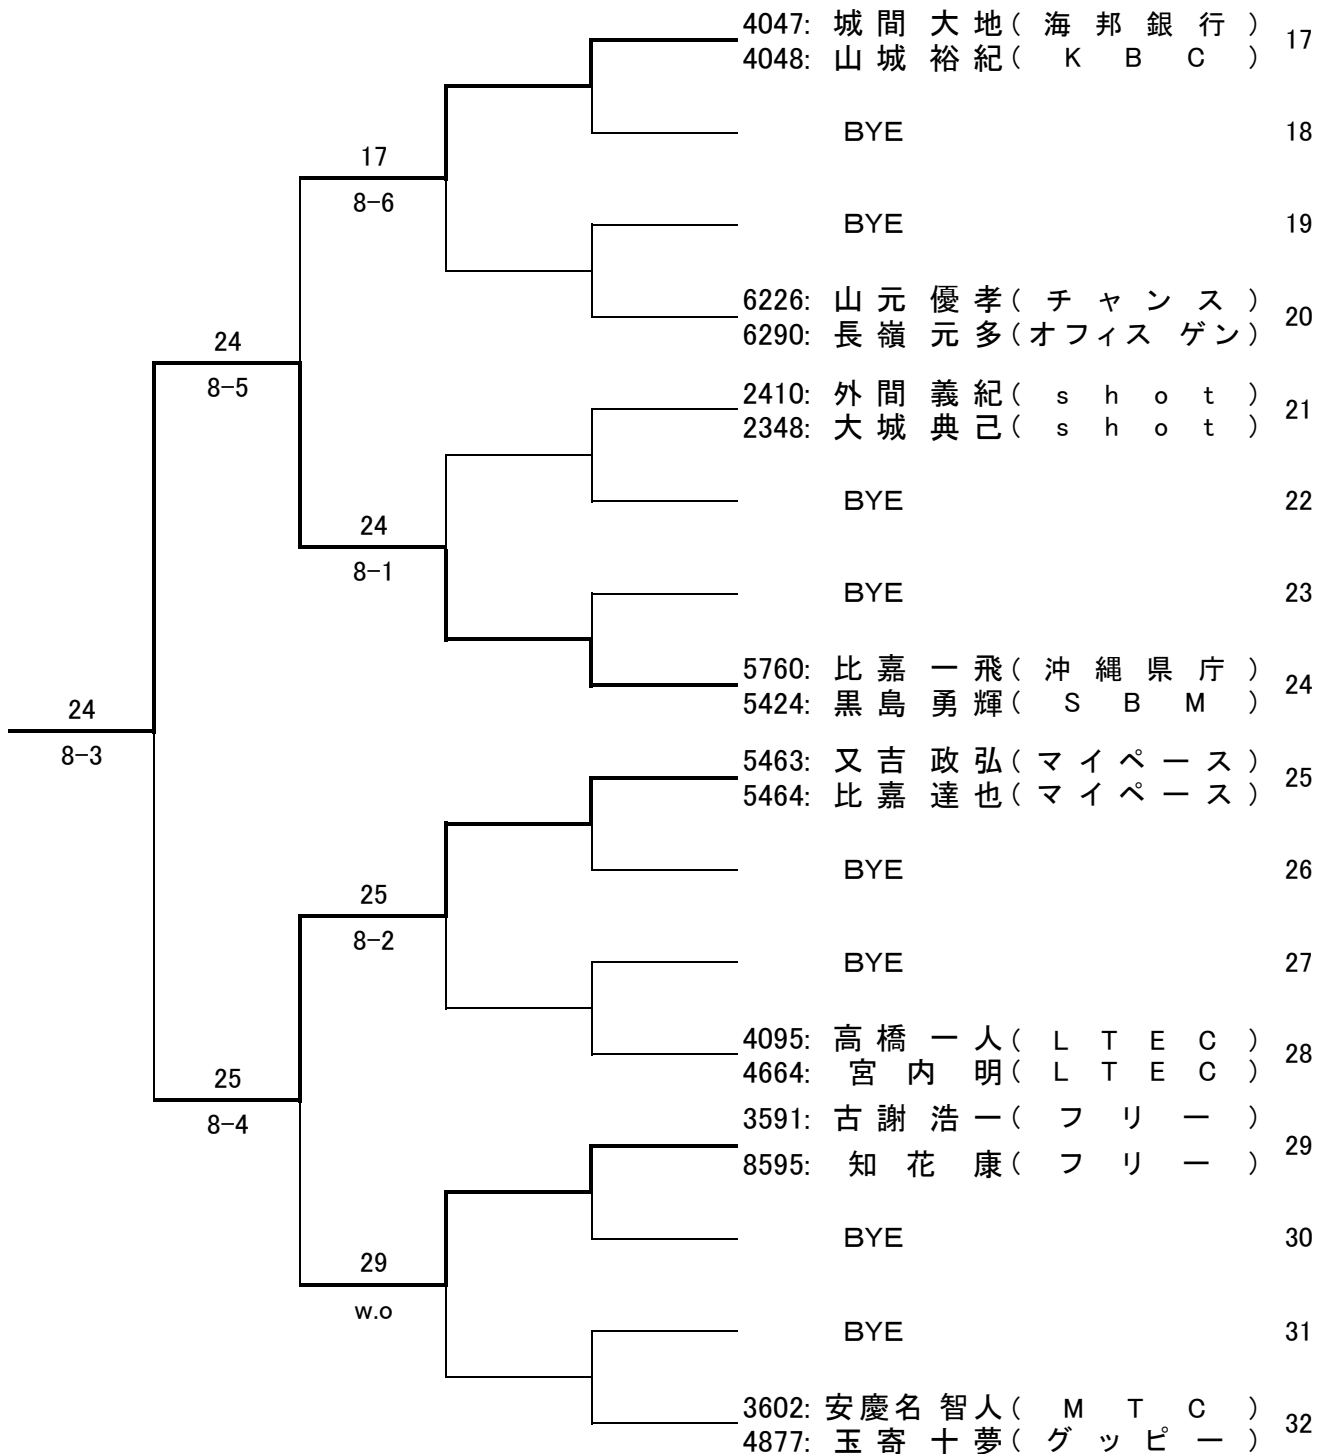 4047: 城間 大地( 海 邦 銀 行 ) 17
4048: 山城 裕紀( K B C )
BYE 18
17
8-6
BYE 19
6226: 山元 優孝( チ ャ ン ス ) 20
6290: 長嶺 元多(オフィス ゲン)
24
8-5
2410: 外間 義紀( s h o t ) 21
2348: 大城 典己( s h o t )
BYE 22
24
8-1
BYE 23
5760: 比嘉 一飛( 沖 縄 県 庁 ) 24
5424: 黒島 勇輝( S B M )
24
8-3
5463: 又吉 政弘( マイペース ) 25
5464: 比嘉 達也( マイペース )
BYE 26
25
8-2
BYE 27
4095: 高橋 一人( L T E C ) 28
4664: 宮内 明( L T E C )
25
8-4
3591: 古謝 浩一( フ リ ー ) 29
8595: 知花 康( フ リ ー )
BYE 30
29
w.o
BYE 31
3602: 安慶名 智人( M T C ) 32
4877: 玉寄 十夢( グ ッ ピ ー )